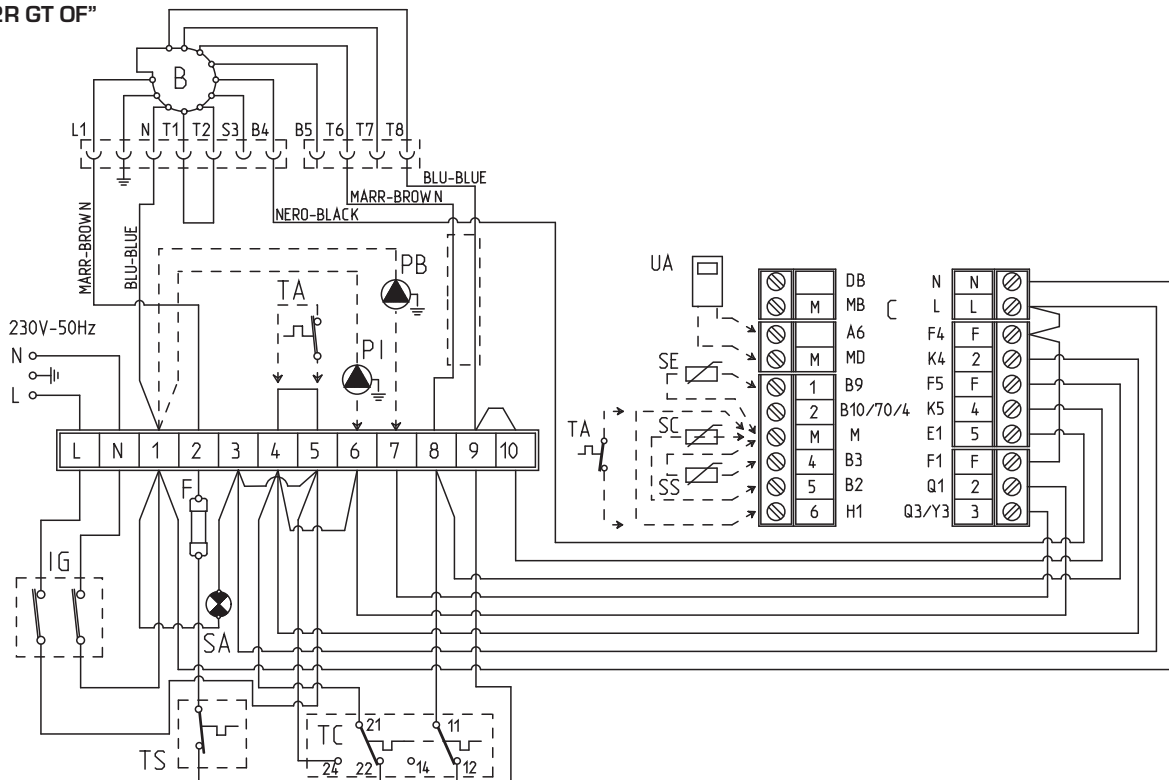 2R GT OF”
B
L1 N T1 T2 S3 B4 B5 T6 T7 T8
BLU-BLUE
MARR-BROWN
NERO-BLACK
MARR-BROWN
BLU-BLUE
230V-50Hz
N
L
TA
PB
PI
L N 1 2 3 4 5 6 7 8 9 10
F
IG
SA
TS
TC
21 11
24 22 14 12
UA
SE
SC
SS
TA
C
DB
M MB
A6
M MD
1 B9
2 B10/70/4
M M
4 B3
5 B2
6 H1
N N
L L
F4 F
K4 2
F5 F
K5 4
E1 5
F1 F
Q1 2
Q3/Y3 3